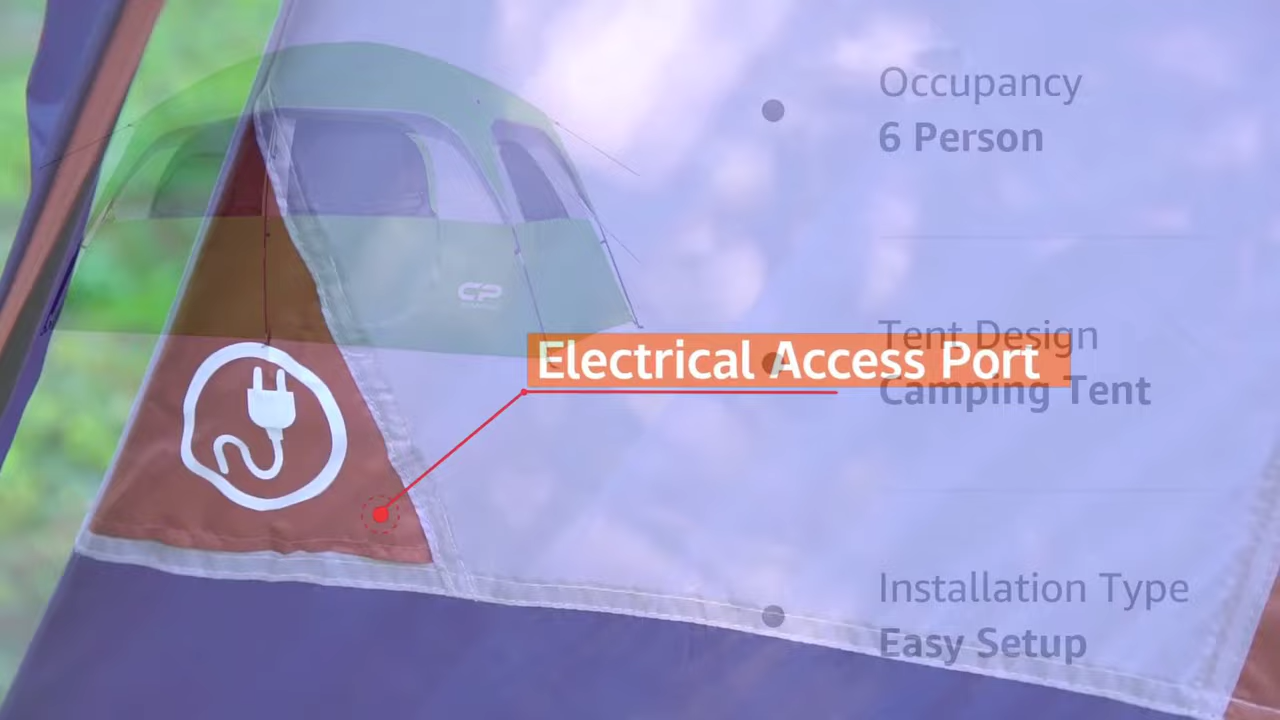 Occupancy
6 Person
CP
Electrical Access Port
Tent Design
Camping Tent
Installation Type
Easy Setup